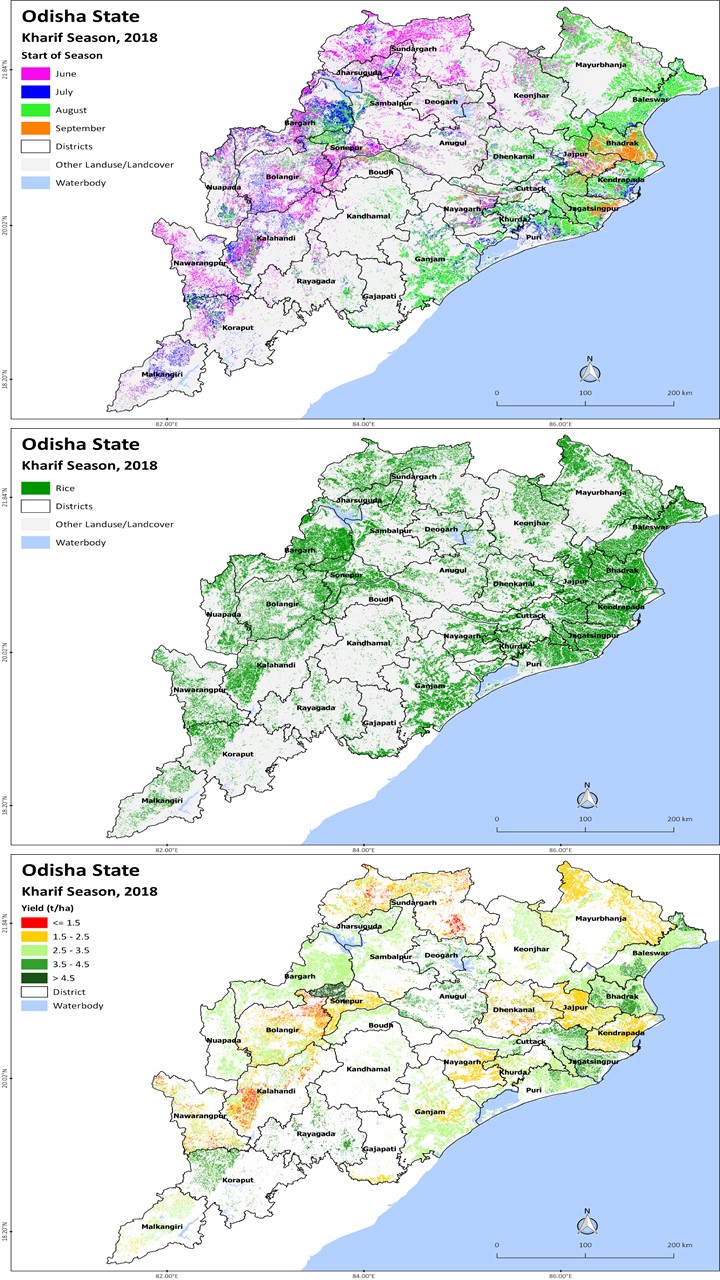 Odisha State
Kharif Season, 2018
Start of Season
June
July
August
September
Districts
Other Landuse/Landcover
Waterbody
Sundargarh
Mayurbhanja
Jharsuguda
Keonjhar
Baleswar
Sambalpur
Deogarh
Bargarh
Anugul
Bhadrak
Sonepur
Dhenkanal
Jajpur
Boudh
Bolangir
Kendrapada
Nuapada
Cuttack
Nayagarh
Jagatsingpur
Kandhamal
Khurda
Kalahandi
Puri
Nawarangpur
Ganjam
Rayagada
Gajapati
Koraput
Malkangiri
N
0 100 200 km
21.84°N
20.02°N
18.20°N
82.00°E 84.00°E 86.00°E
Odisha State
Kharif Season, 2018
Rice
Districts
Other Landuse/Landcover
Waterbody
Sundargarh
Mayurbhanja
Jharsuguda
Keonjhar
Baleswar
Sambalpur
Deogarh
Bargarh
Anugul
Bhadrak
Sonepur
Dhenkanal
Jajpur
Boudh
Bolangir
Kendrapada
Nuapada
Cuttack
Nayagarh
Jagatsingpur
Kandhamal
Khurda
Kalahandi
Puri
Nawarangpur
Ganjam
Rayagada
Gajapati
Koraput
Malkangiri
N
0 100 200 km
21.84°N
20.02°N
18.20°N
82.00°E 84.00°E 86.00°E
Odisha State
Kharif Season, 2018
Yield (t/ha)
<= 1.5
1.5 - 2.5
2.5 - 3.5
3.5 - 4.5
> 4.5
District
Waterbody
Sundargarh
Mayurbhanja
Jharsuguda
Keonjhar
Baleswar
Sambalpur
Deogarh
Bargarh
Anugul
Bhadrak
Sonepur
Dhenkanal
Jajpur
Boudh
Bolangir
Kendrapada
Nuapada
Cuttack
Nayagarh
Jagatsingpur
Kandhamal
Khurda
Kalahandi
Puri
Nawarangpur
Ganjam
Rayagada
Gajapati
Koraput
Malkangiri
N
0 100 200 km
21.84°N
20.02°N
18.20°N
82.00°E 84.00°E 86.00°E